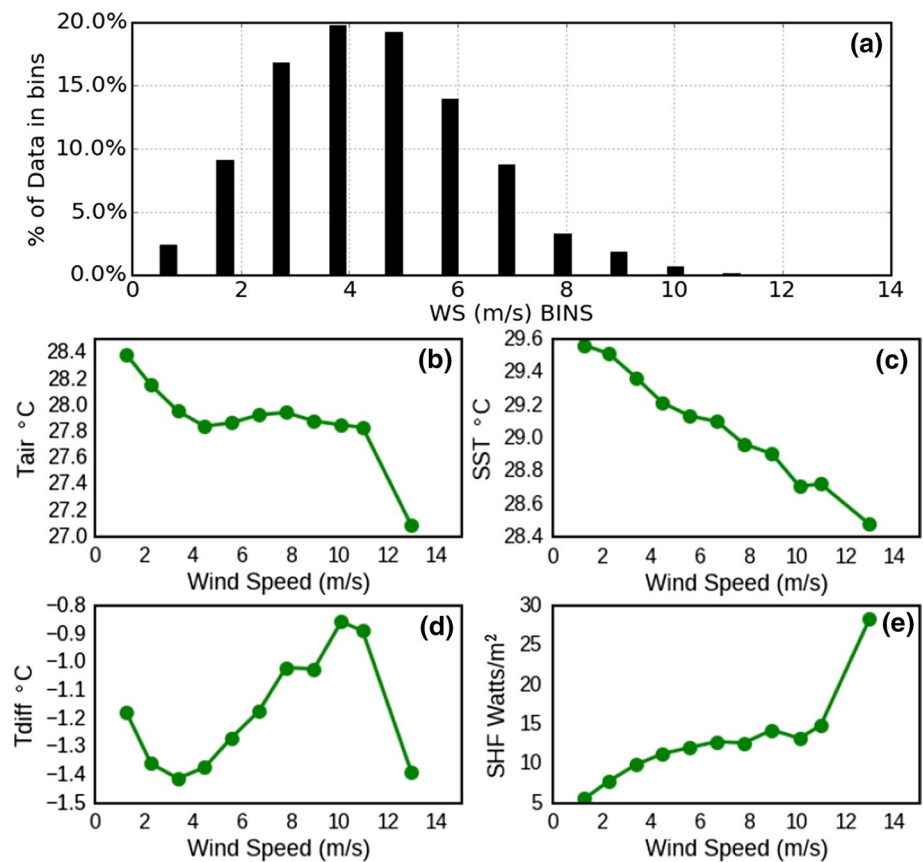 (a)
% of Data in bins
20.0%
15.0%
10.0%
5.0%
0.0%
0 2 4 6 8 10 12 14
WS (m/s) BINS
(b)
Tair °C
28.4
28.2
28.0
27.8
27.6
27.4
27.2
27.0
0 2 4 6 8 10 12 14
Wind Speed (m/s)
(c)
SST °C
29.6
29.4
29.2
29.0
28.8
28.6
28.4
0 2 4 6 8 10 12 14
Wind Speed (m/s)
(d)
Tdiff °C
−0.8
−0.9
−1.0
−1.1
−1.2
−1.3
−1.4
−1.5
0 2 4 6 8 10 12 14
Wind Speed (m/s)
(e)
SHF Watts/m²
30
25
20
15
10
5
0 2 4 6 8 10 12 14
Wind Speed (m/s)